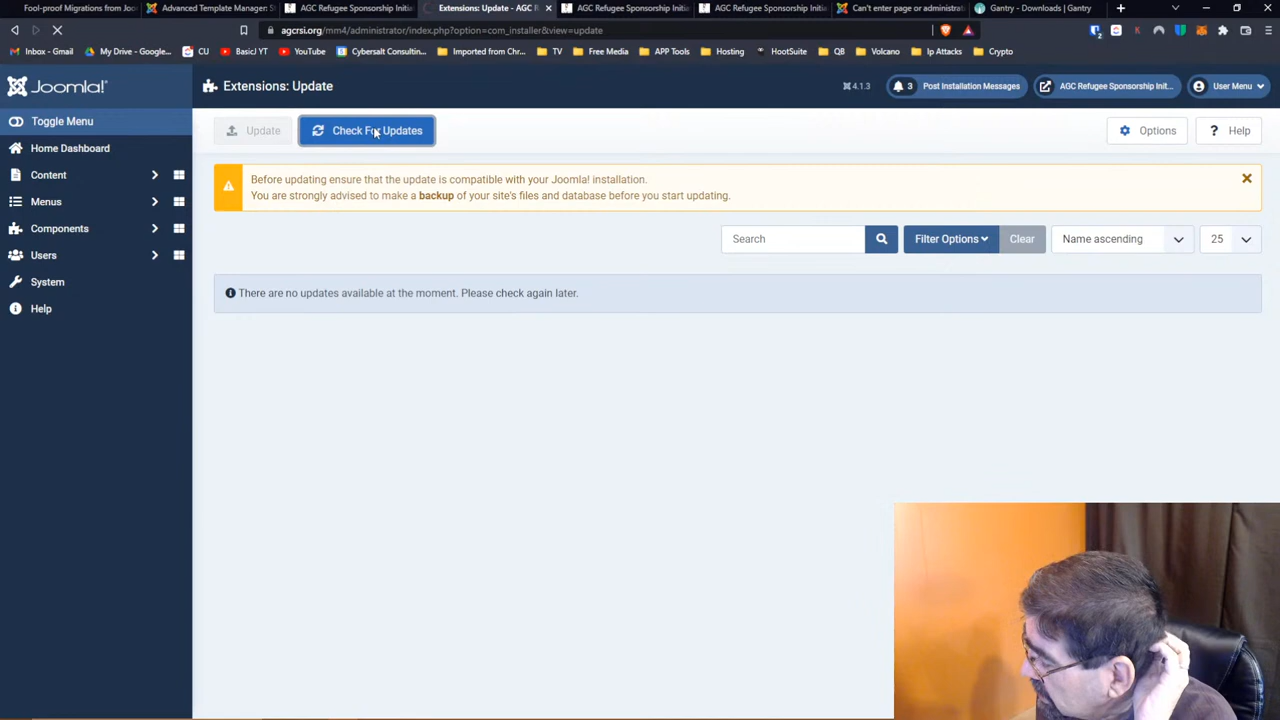 Fool-proof Migrations from Joo
Advanced Template Manager: S
AGC Refugee Sponsorship Initi
Extensions: Update - AGC R
AGC Refugee Sponsorship Initia
AGC Refugee Sponsorship Initia
Can't enter page or administrat
Gantry - Downloads | Gantry
agcrsi.org/mm4/administrator/index.php?option=com_installer&view=update
Inbox - Gmail
My Drive - Google...
CU
BasicJ YT
YouTube
Cybersalt Consultin...
Imported from Chr...
TV
Free Media
APP Tools
Hosting
HootSuite
QB
Volcano
Ip Attacks
Crypto
Joomla!
Extensions: Update
4.1.3
3 Post Installation Messages
AGC Refugee Sponsorship Init...
User Menu
Toggle Menu
Home Dashboard
Content
Menus
Components
Users
System
Help
Update
Check For Updates
Options
? Help
Before updating ensure that the update is compatible with your Joomla! installation.
You are strongly advised to make a backup of your site's files and database before you start updating.
Search
Filter Options
Clear
Name ascending
25
There are no updates available at the moment. Please check again later.